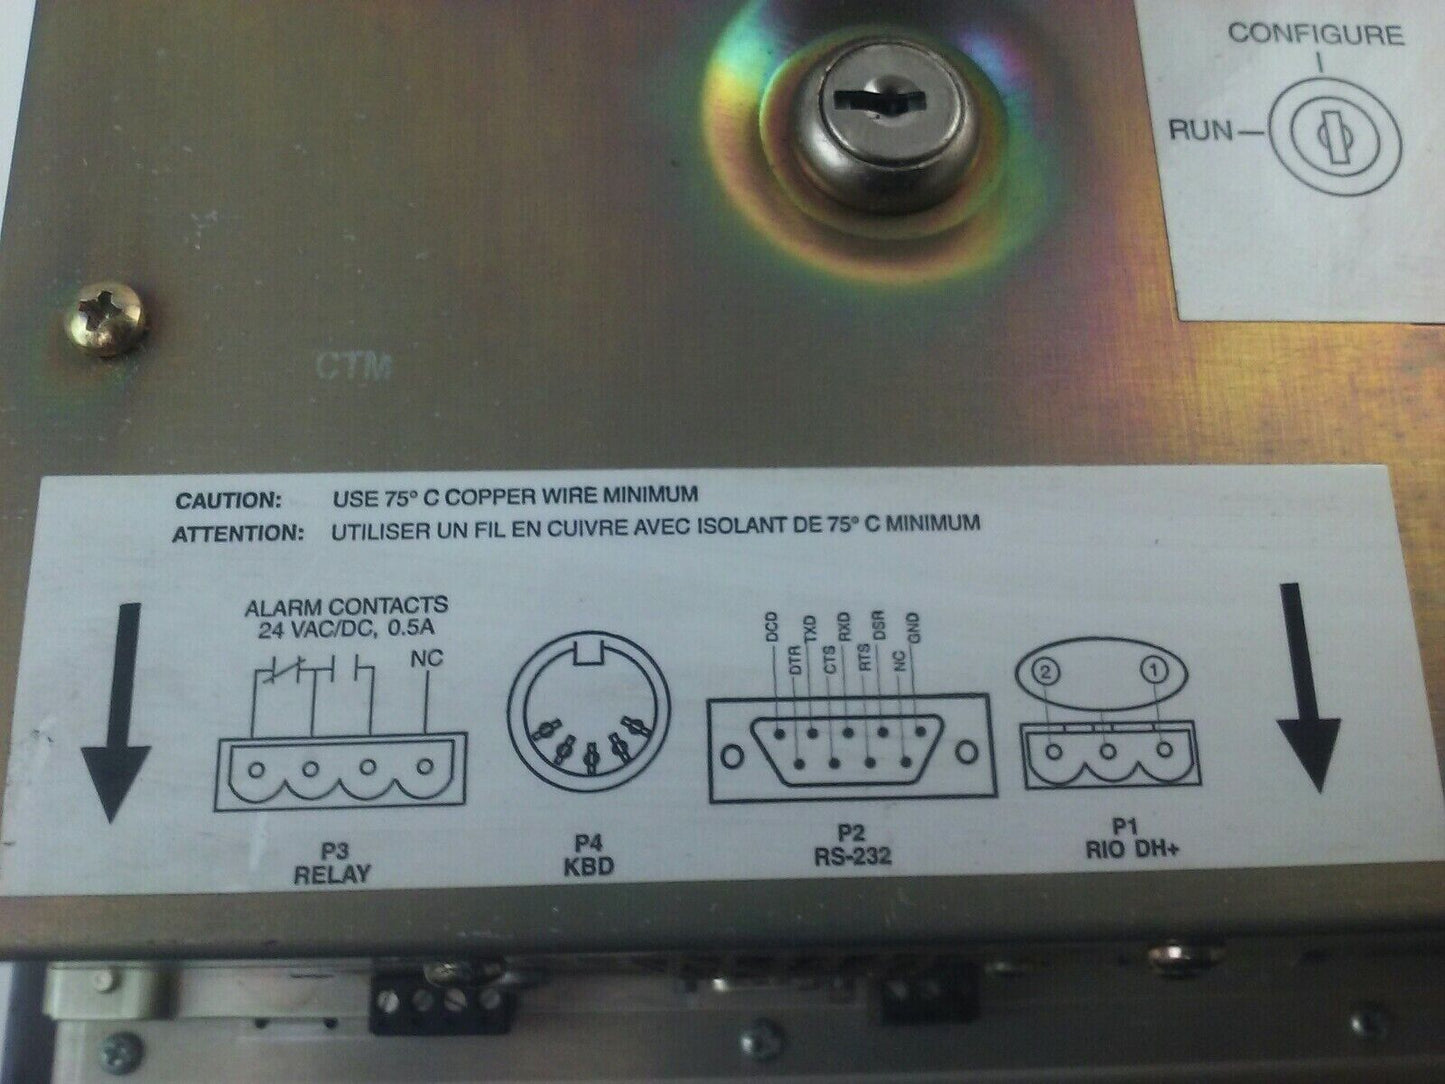 CONFIGURE
RUN
CTM
CAUTION: USE 75° C COPPER WIRE MINIMUM
ATTENTION: UTILISER UN FIL EN CUIVRE AVEC ISOLANT DE 75° C MINIMUM
ALARM CONTACTS
24 VAC/DC, 0.5A
NC
P3
RELAY
P4
KBD
DCD
DTR
TXD
CTS
RXD
RTS
DSR
NC
GND
P2
RS-232
2
1
P1
RIO DH+